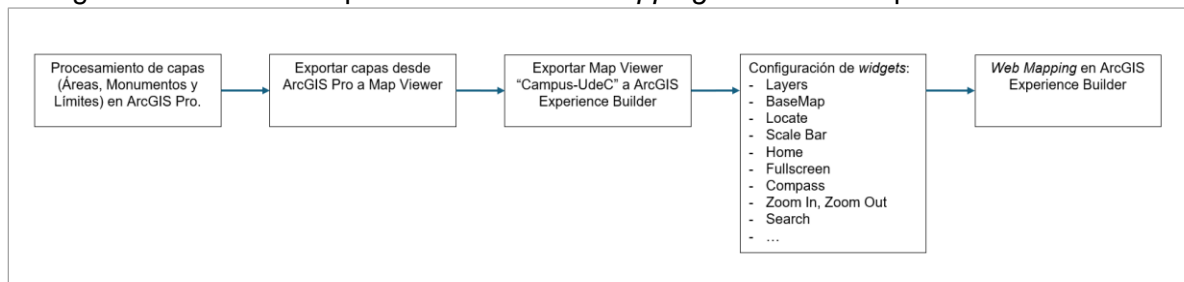 Procesamiento de capas
(Áreas, Monumentos y
Límites) en ArcGIS Pro.
Exportar capas desde
ArcGIS Pro a Map Viewer
Exportar Map Viewer
“Campus-UdeC” a ArcGIS
Experience Builder
Configuración de widgets:
- Layers
- BaseMap
- Locate
- Scale Bar
- Home
- Fullscreen
- Compass
- Zoom In, Zoom Out
- Search
- ...
Web Mapping en ArcGIS
Experience Builder